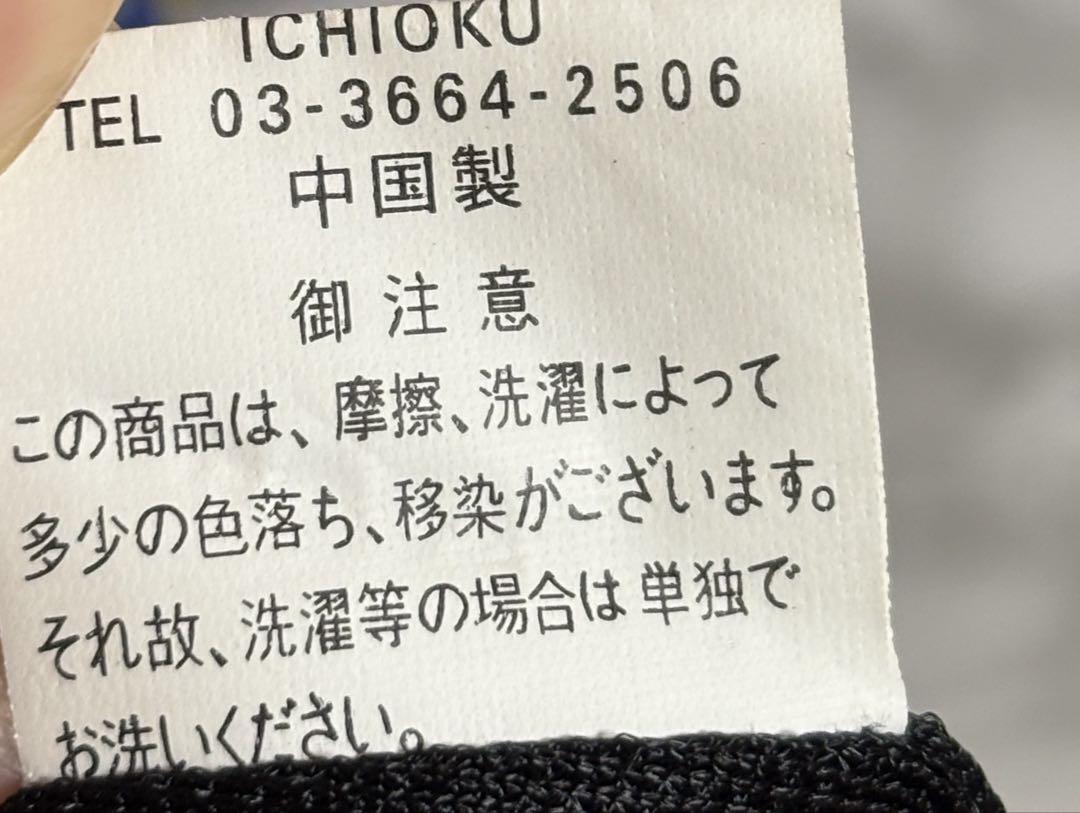 ICHIOKU
TEL 03-3664-2506
中国製
御注意
この商品は、摩擦、洗濯によって
多少の色落ち、移染がございます。
それ故、洗濯等の場合は単独で
お洗いください。